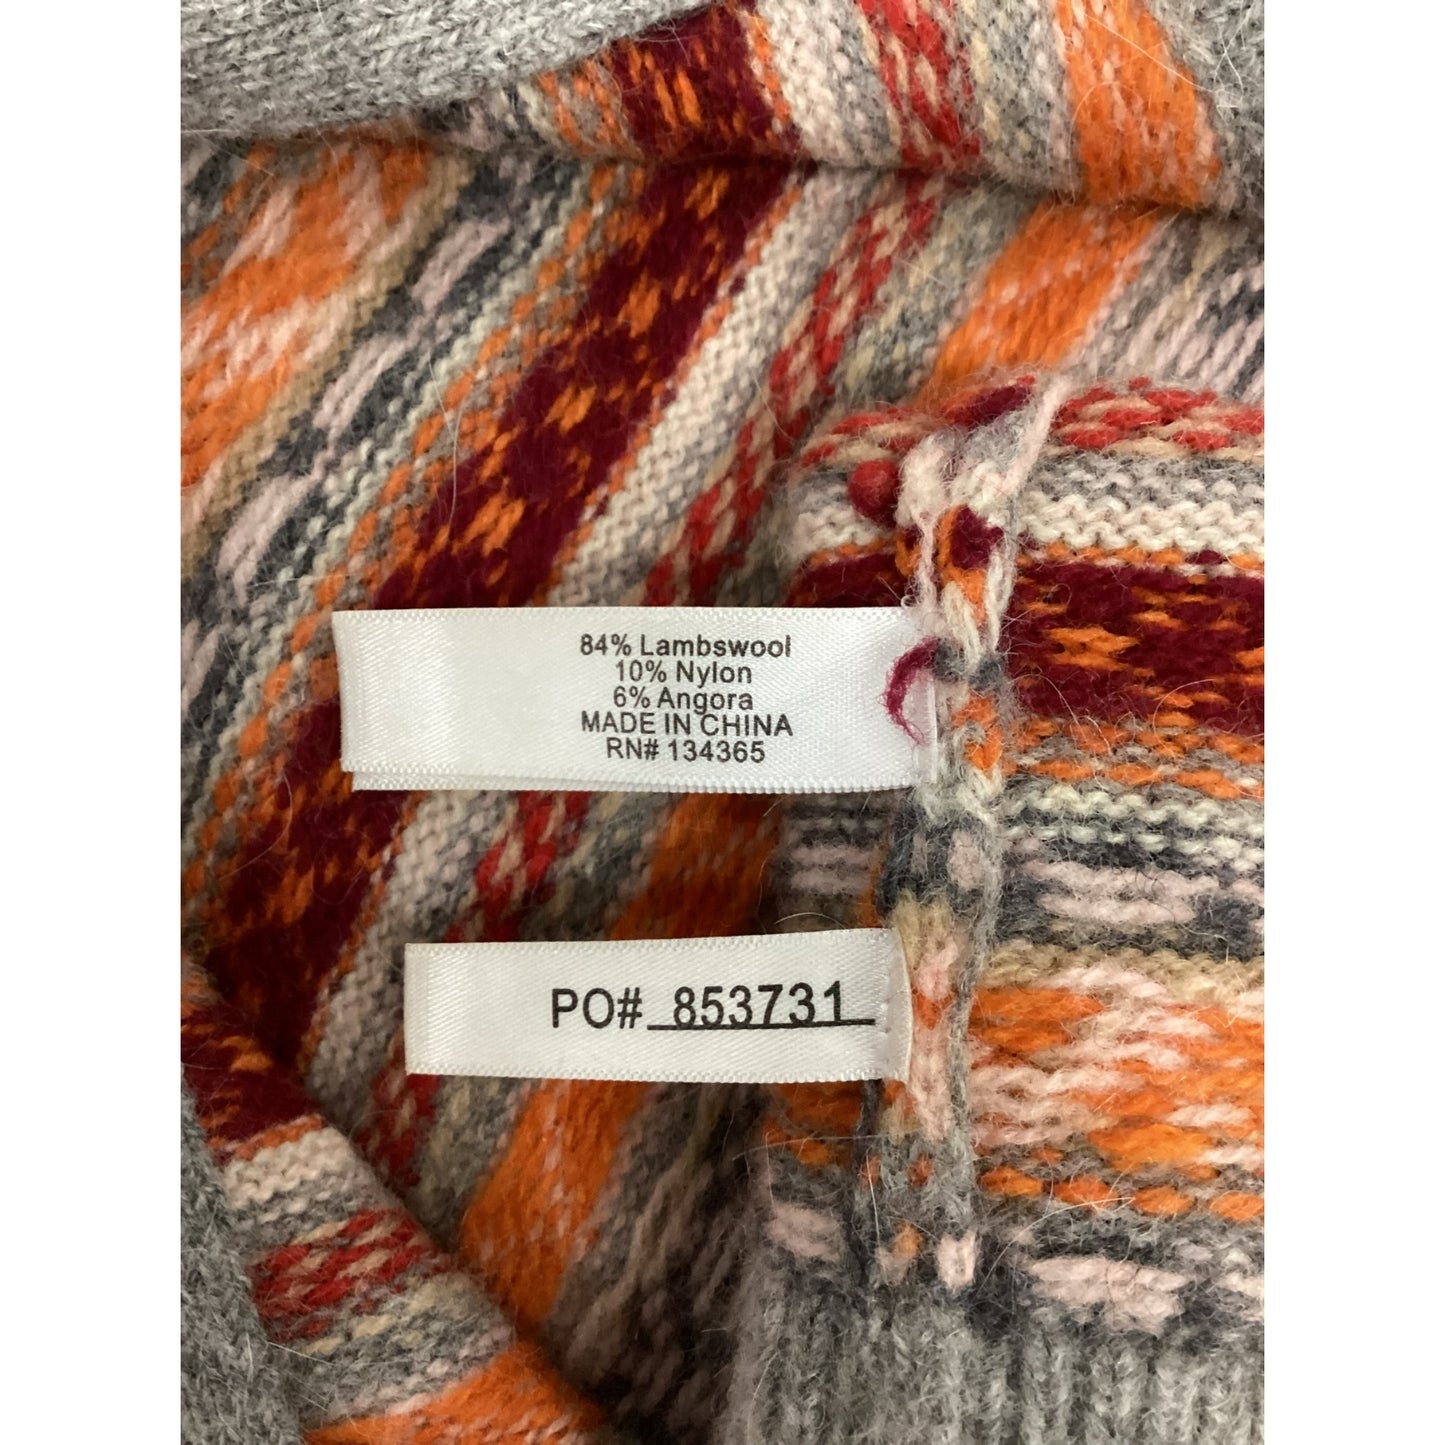 84% Lambswool
10% Nylon
6% Angora
MADE IN CHINA
RN# 134365
PO# 853731